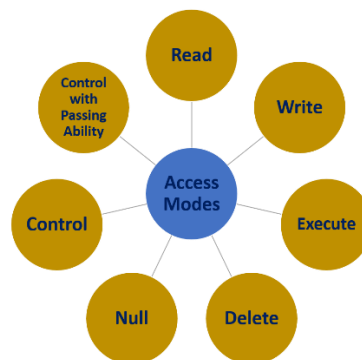 Read
Write
Execute
Delete
Null
Control
Control
with
Passing
Ability
Access
Modes